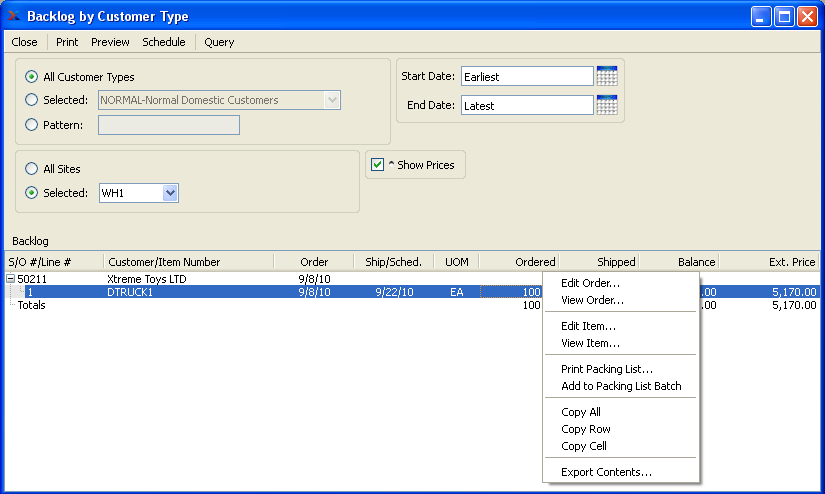 Backlog by Customer Type
Close Print Preview Schedule Query
All Customer Types
Selected: NORMAL-Normal Domestic Customers
Pattern:
Start Date: Earliest
End Date: Latest
All Sites
Selected: WH1
^ Show Prices
Backlog
S/O #/Line # Customer/Item Number Order Ship/Sched. UOM Ordered Shipped Balance Ext. Price
50211 Xtreme Toys LTD 9/8/10
1 DTRUCK1 9/8/10 9/22/10 EA 100 .00 5,170.00
Totals 100 .00 5,170.00
Edit Order...
View Order...
Edit Item...
View Item...
Print Packing List...
Add to Packing List Batch
Copy All
Copy Row
Copy Cell
Export Contents...